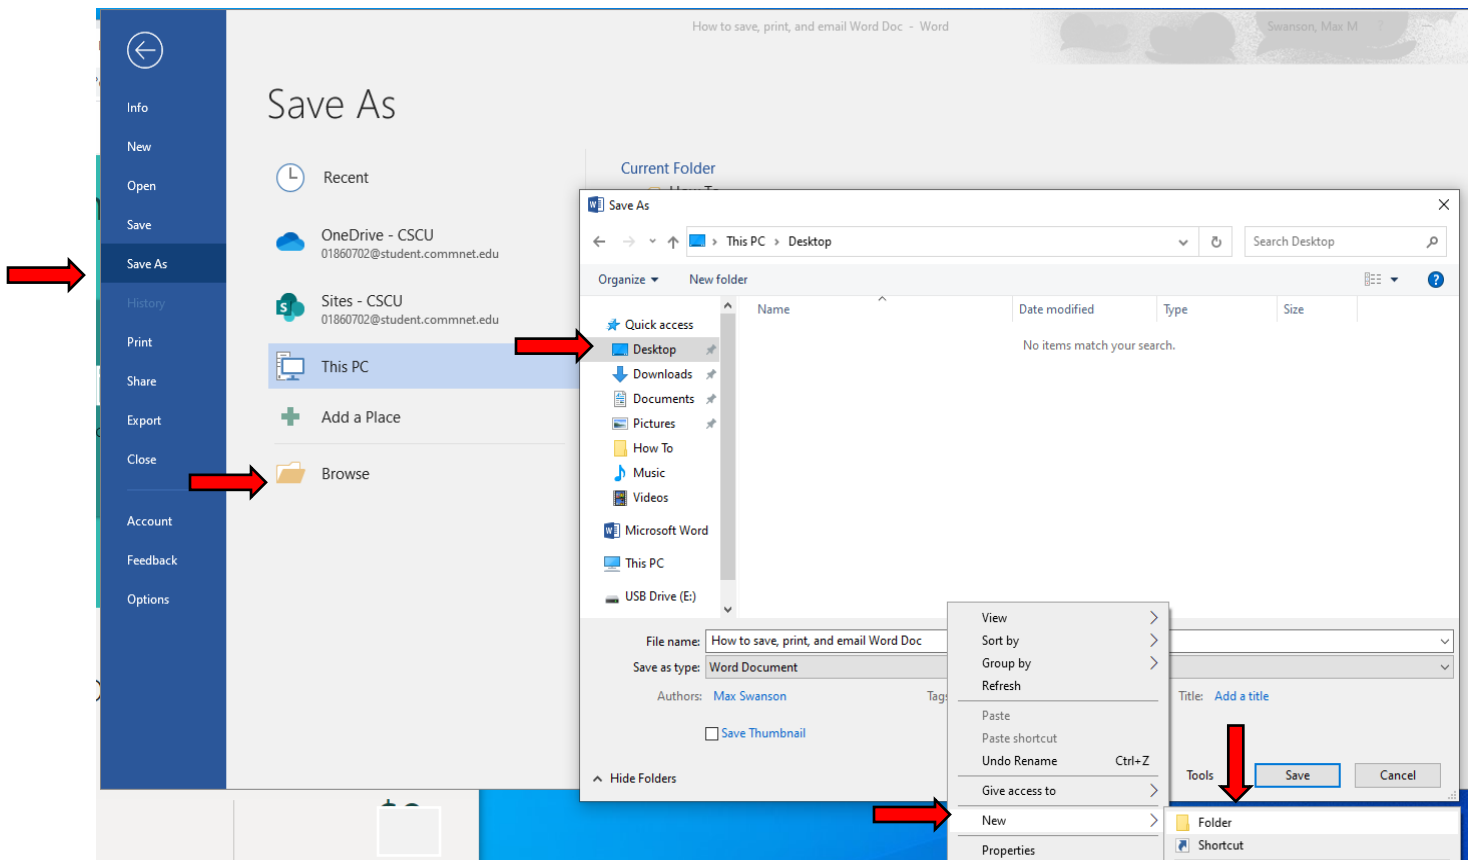 How to save, print, and email Word Doc - Word
Swanson, Max M
?
Info
New
Open
Save
Save As
History
Print
Share
Export
Close
Account
Feedback
Options
Save As
Recent
OneDrive - CSCU
01860702@student.commnet.edu
Sites - CSCU
01860702@student.commnet.edu
This PC
Add a Place
Browse
Current Folder
How To
Save As
This PC > Desktop
Search Desktop
Organize
New folder
Name
Date modified
Type
Size
No items match your search.
Quick access
Desktop
Downloads
Documents
Pictures
How To
Music
Videos
Microsoft Word
This PC
USB Drive (E:)
File name: How to save, print, and email Word Doc
Save as type: Word Document
Authors: Max Swanson
Title: Add a title
Save Thumbnail
Hide Folders
Tools
Save
Cancel
View
Sort by
Group by
Refresh
Paste
Paste shortcut
Undo Rename Ctrl+Z
Give access to
New
Properties
Folder
Shortcut